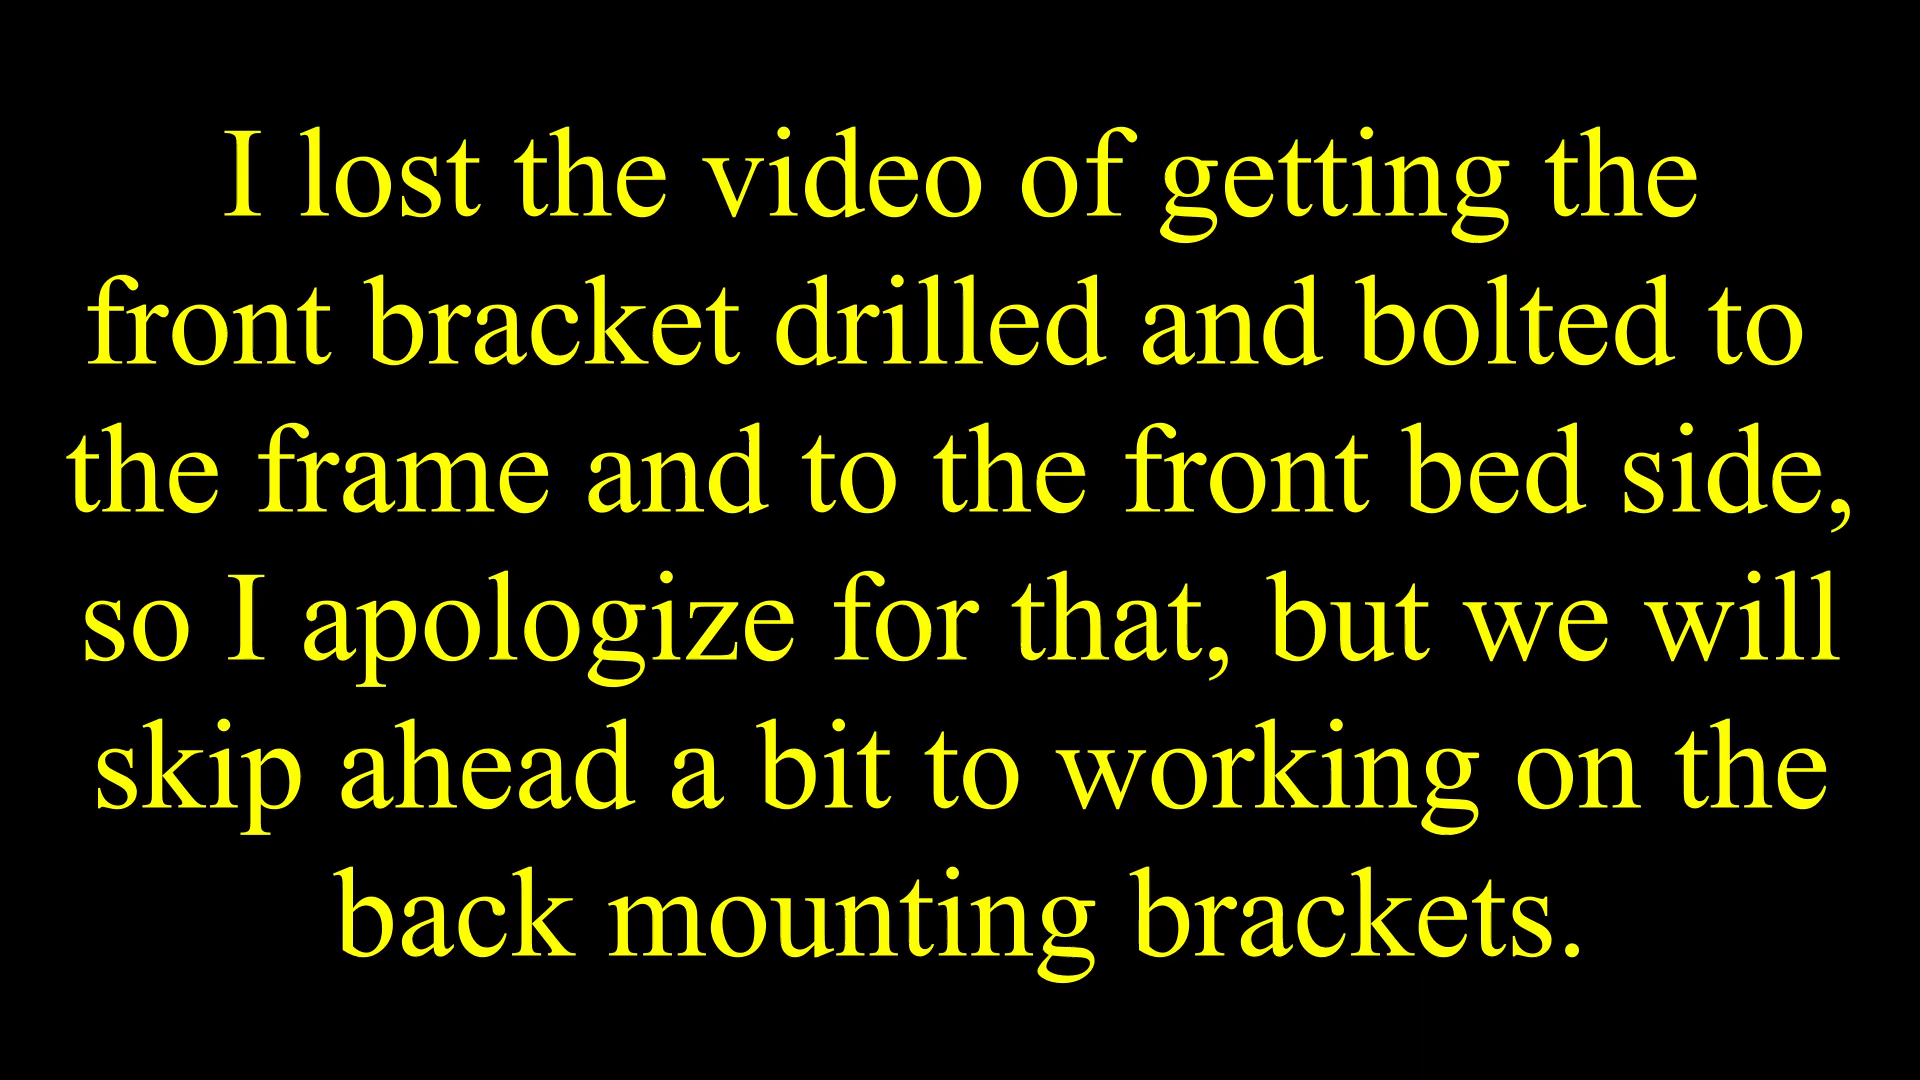 I lost the video of getting the
front bracket drilled and bolted to
the frame and to the front bed side,
so I apologize for that, but we will
skip ahead a bit to working on the
back mounting brackets.